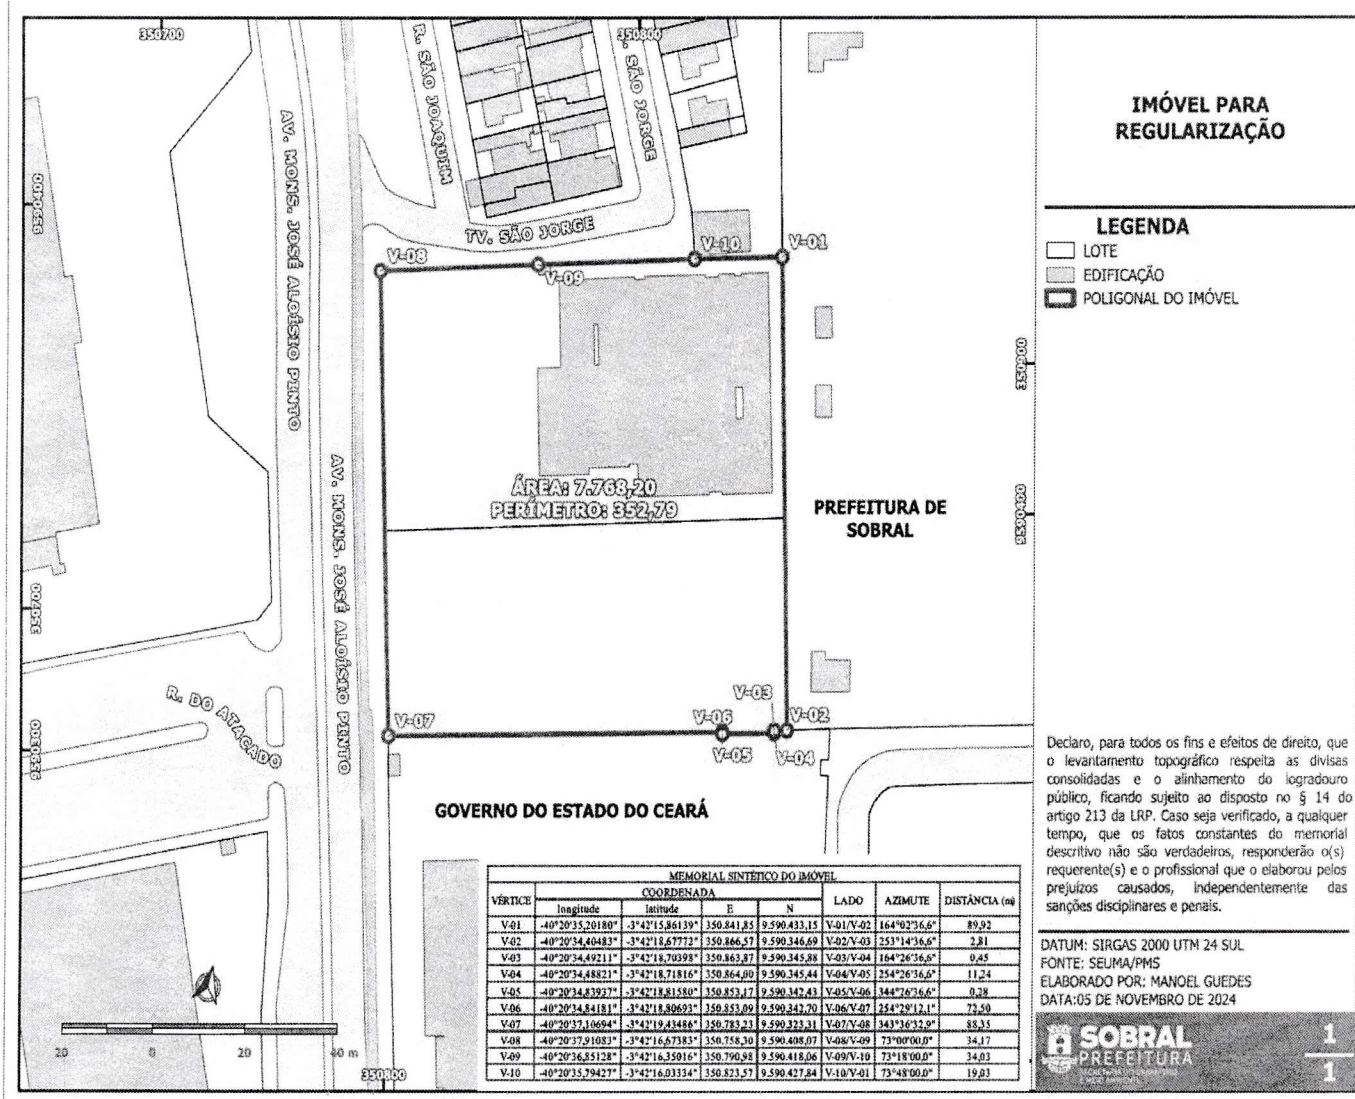 350700
350800
R. SÃO JOAQUIM
. SÃO JORGE
AV. MONS. JOSÉ ALOÍSIO PINTO
TV. SÃO JORGE
V-08
V-09
V-10
V-01
ÁREA: 7.768,20
PERÍMETRO: 352,79
PREFEITURA DE
SOBRAL
AV. MONS. JOSÉ ALOÍSIO PINTO
R. DO ATACADO
V-03
V-02
V-07
V-06
V-05
V-04
GOVERNO DO ESTADO DO CEARÁ
350800
20 0 20 40 m
MEMORIAL SINTÉTICO DO IMÓVEL
VÉRTICE COORDENADA LADO AZIMUTE DISTÂNCIA (m)
longitude latitude E N
V-01 -40°20'35,20180" -3°42'15,86139" 350.841,85 9.590.433,15 V-01/V-02 164°02'36,6" 89,92
V-02 -40°20'34,40483" -3°42'18,67772" 350.866,57 9.590.346,69 V-02/V-03 253°14'36,6" 2,81
V-03 -40°20'34,49211" -3°42'18,70398" 350.863,87 9.590.345,88 V-03/V-04 164°26'36,6" 0,45
V-04 -40°20'34,48821" -3°42'18,71816" 350.864,00 9.590.345,44 V-04/V-05 254°26'36,6" 11,24
V-05 -40°20'34,83937" -3°42'18,81580" 350.853,17 9.590.342,43 V-05/V-06 344°26'36,6" 0,28
V-06 -40°20'34,84181" -3°42'18,80693" 350.853,09 9.590.342,70 V-06/V-07 254°29'12,1" 72,50
V-07 -40°20'37,10694" -3°42'19,43486" 350.783,23 9.590.323,31 V-07/V-08 343°36'32,9" 88,35
V-08 -40°20'37,91083" -3°42'16,67383" 350.758,30 9.590.408,07 V-08/V-09 73°00'00,0" 34,17
V-09 -40°20'36,85128" -3°42'16,35016" 350.790,98 9.590.418,06 V-09/V-10 73°18'00,0" 34,03
V-10 -40°20'35,79427" -3°42'16,03334" 350.823,57 9.590.427,84 V-10/V-01 73°48'00,0" 19,03
IMÓVEL PARA
REGULARIZAÇÃO
LEGENDA
LOTE
EDIFICAÇÃO
POLIGONAL DO IMÓVEL
Declaro, para todos os fins e efeitos de direito, que
o levantamento topográfico respeita as divisas
consolidadas e o alinhamento do logradouro
público, ficando sujeito ao disposto no § 14 do
artigo 213 da LRP. Caso seja verificado, a qualquer
tempo, que os fatos constantes do memorial
descritivo não são verdadeiros, responderão o(s)
requerente(s) e o profissional que o elaborou pelos
prejuízos causados, independentemente das
sanções disciplinares e penais.
DATUM: SIRGAS 2000 UTM 24 SUL
FONTE: SEUMA/PMS
ELABORADO POR: MANOEL GUEDES
DATA:05 DE NOVEMBRO DE 2024
SOBRAL
PREFEITURA
1
1